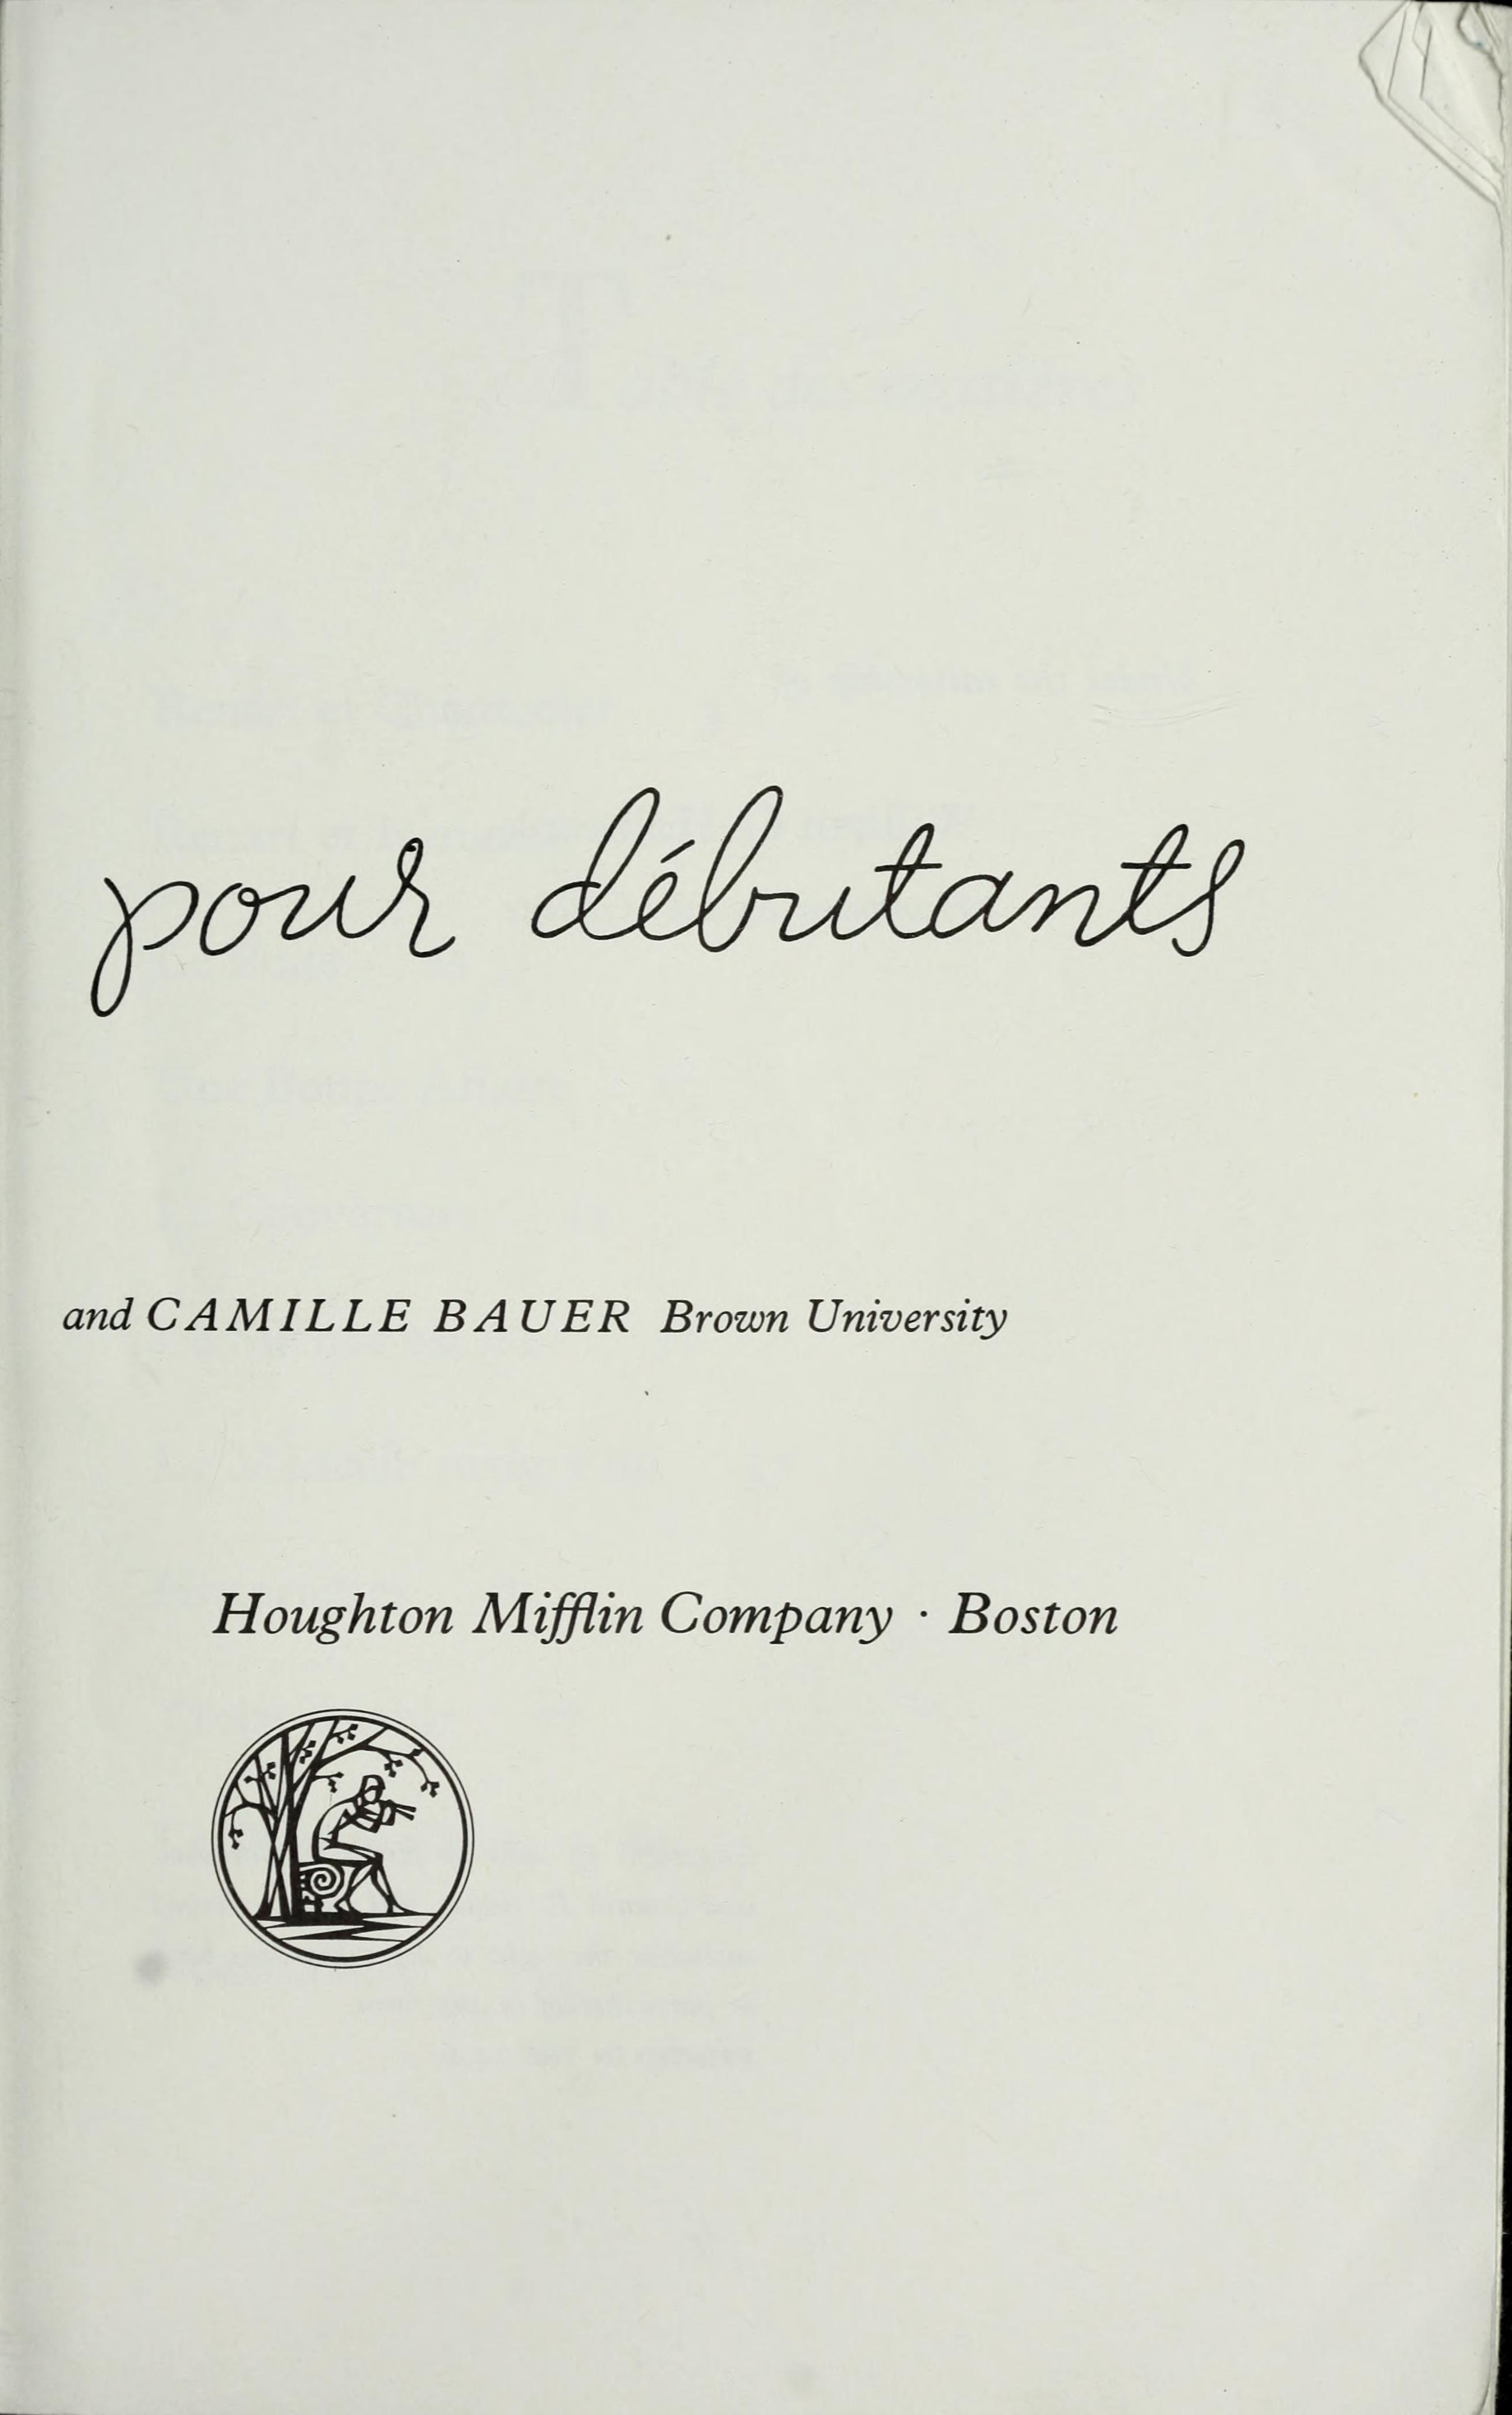 pour débutants
and CAMILLE BAUER Brown University
Houghton Mifflin Company · Boston